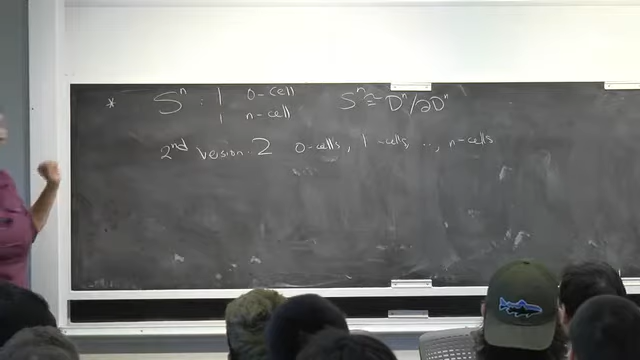 * Sⁿ : 1 0-cell Sⁿ ≅ Dⁿ/∂Dⁿ
1 n-cell
2nd version: 2 0-cells, 1-cells, .., n-cells